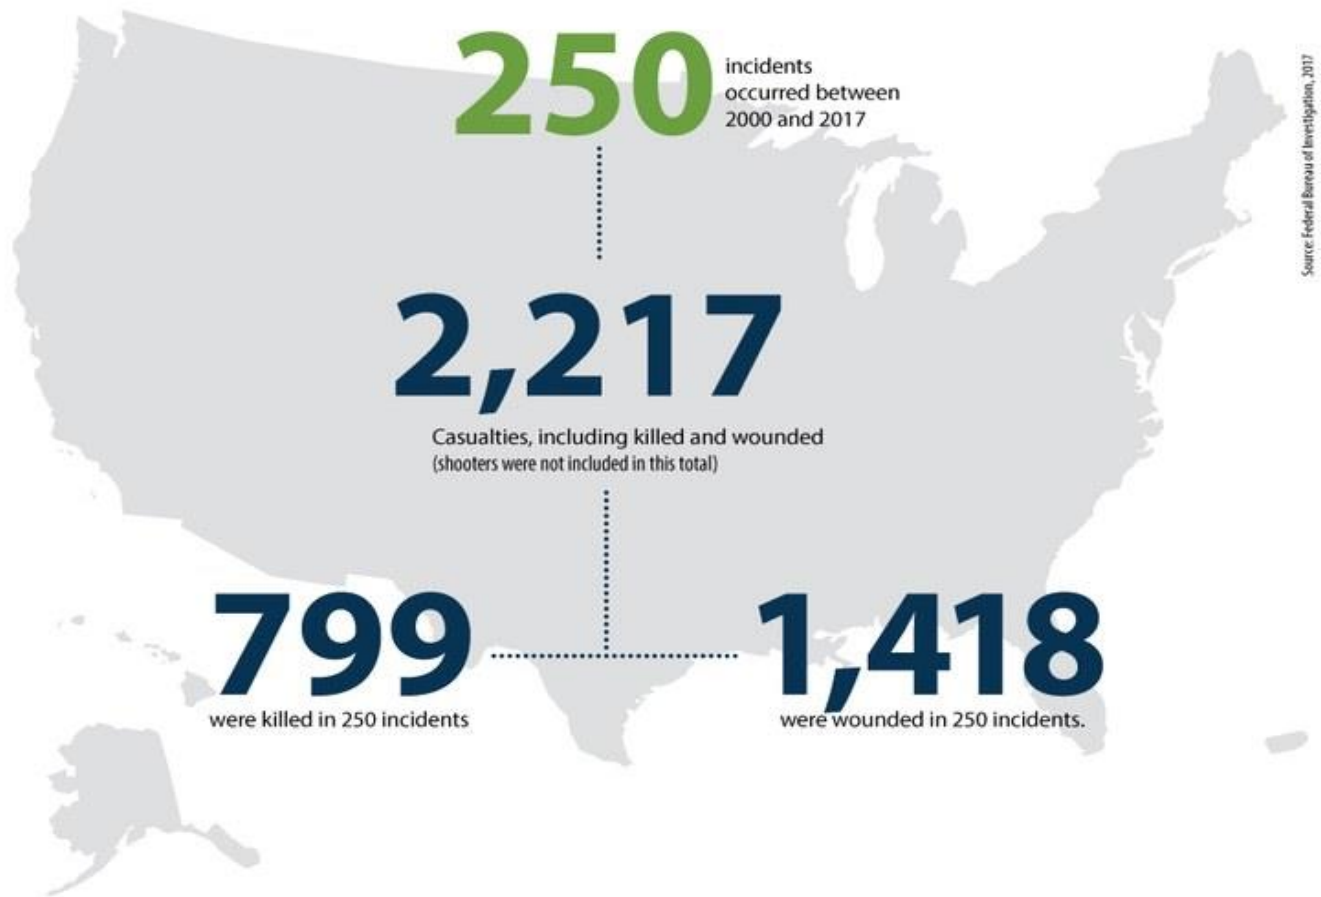 250
incidents
occurred between
2000 and 2017
Source: Federal Bureau of Investigation, 2017
2,217
Casualties, including killed and wounded
(shooters were not included in this total)
799
were killed in 250 incidents
1,418
were wounded in 250 incidents.